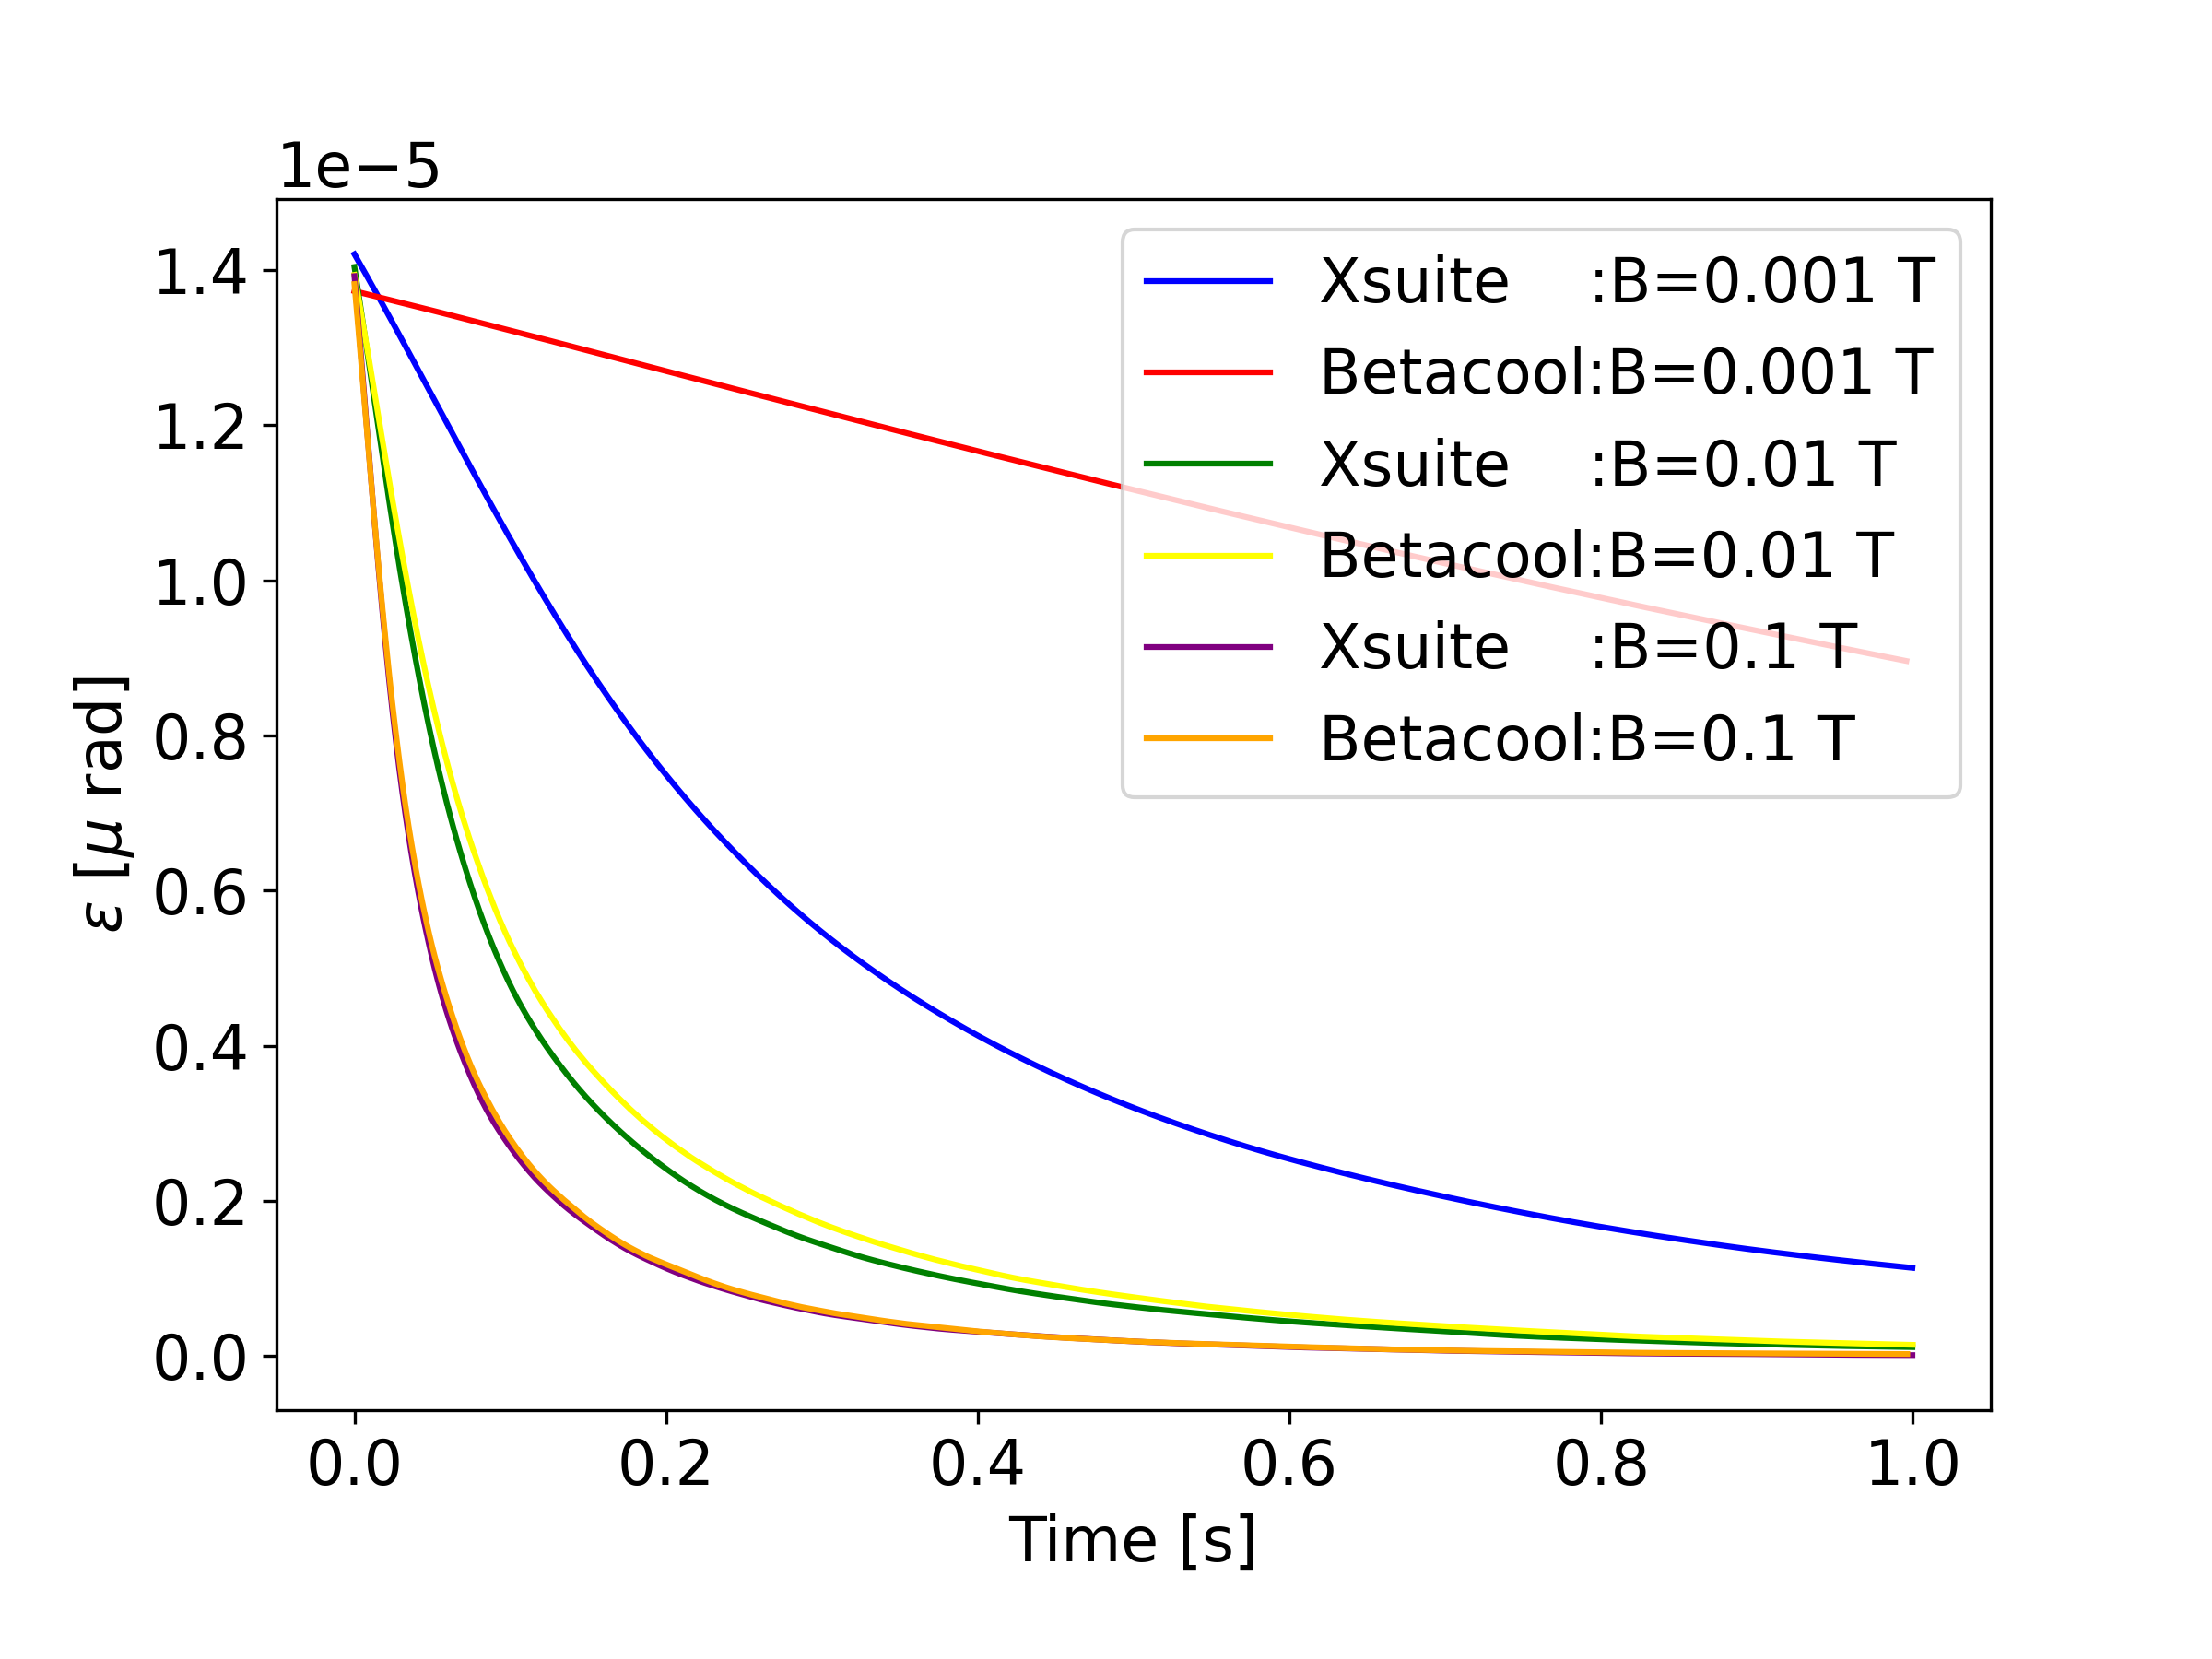 1e−5
1.4
1.2
1.0
0.8
0.6
0.4
0.2
0.0
ε [μ rad]
Xsuite    :B=0.001 T
Betacool:B=0.001 T
Xsuite    :B=0.01 T
Betacool:B=0.01 T
Xsuite    :B=0.1 T
Betacool:B=0.1 T
0.0 0.2 0.4 0.6 0.8 1.0
Time [s]